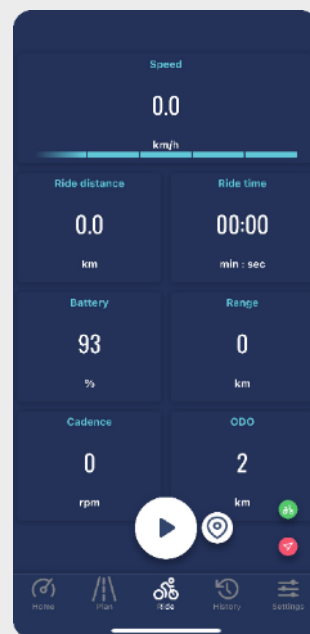 Speed
0.0
km/h
Ride distance
Ride time
0.0
00:00
km
min : sec
Battery
Range
93
0
%
km
Cadence
ODO
0
2
rpm
km
Home
Plan
Ride
History
Settings